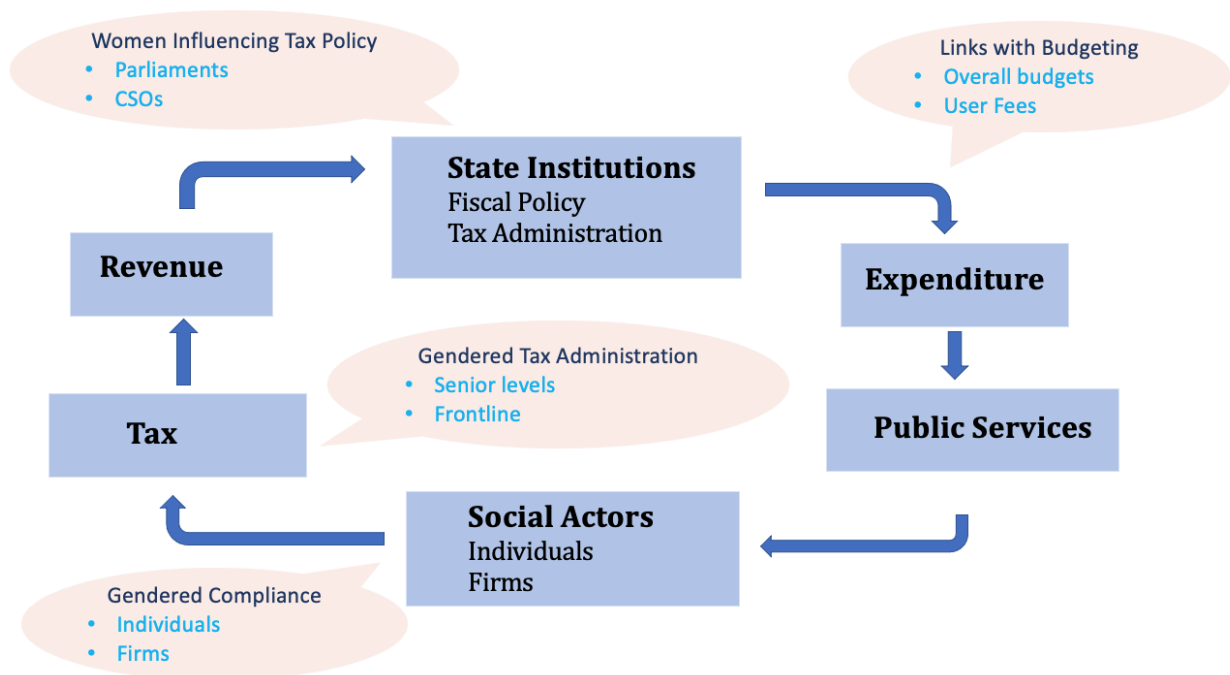 Women Influencing Tax Policy
• Parliaments
• CSOs
Links with Budgeting
• Overall budgets
• User Fees
State Institutions
Fiscal Policy
Tax Administration
Revenue
Expenditure
Gendered Tax Administration
• Senior levels
• Frontline
Tax
Public Services
Social Actors
Individuals
Firms
Gendered Compliance
• Individuals
• Firms